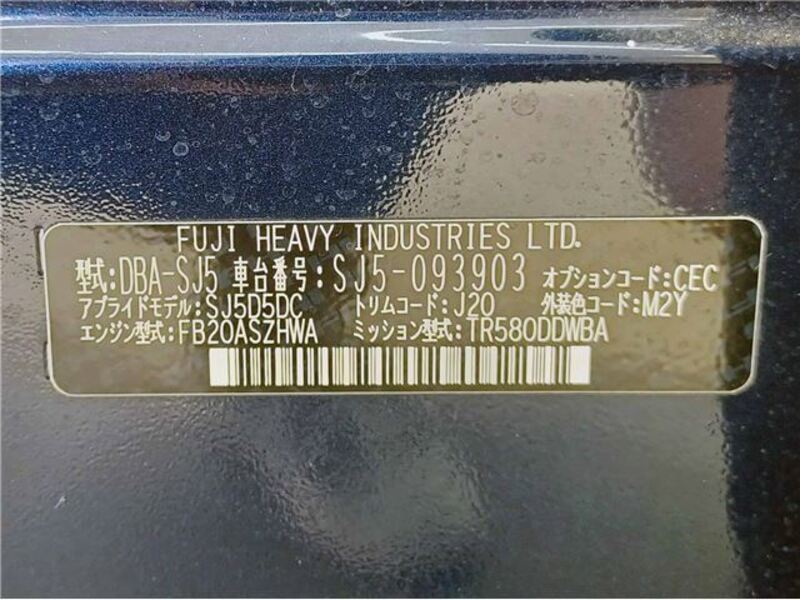 FUJI HEAVY INDUSTRIES LTD.
型式:DBA-SJ5 車台番号:SJ5-093903 オプションコード:CEC
アプライドモデル:SJ5D5DC トリムコード:J20 外装色コード:M2Y
エンジン型式:FB20ASZHWA ミッション型式:TR580DDWBA